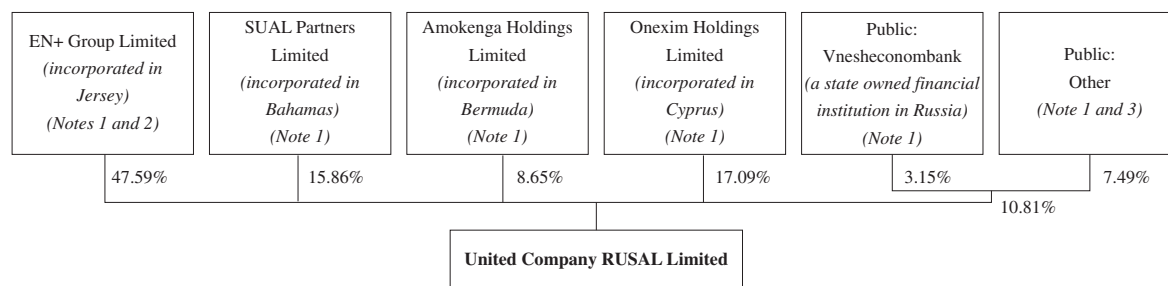 EN+ Group Limited
(incorporated in
Jersey)
(Notes 1 and 2)
SUAL Partners
Limited
(incorporated in
Bahamas)
(Note 1)
Amokenga Holdings
Limited
(incorporated in
Bermuda)
(Note 1)
Onexim Holdings
Limited
(incorporated in
Cyprus)
(Note 1)
Public:
Vnesheconombank
(a state owned financial
institution in Russia)
(Note 1)
Public:
Other
(Note 1 and 3)
47.59%
15.86%
8.65%
17.09%
3.15%
7.49%
10.81%
United Company RUSAL Limited